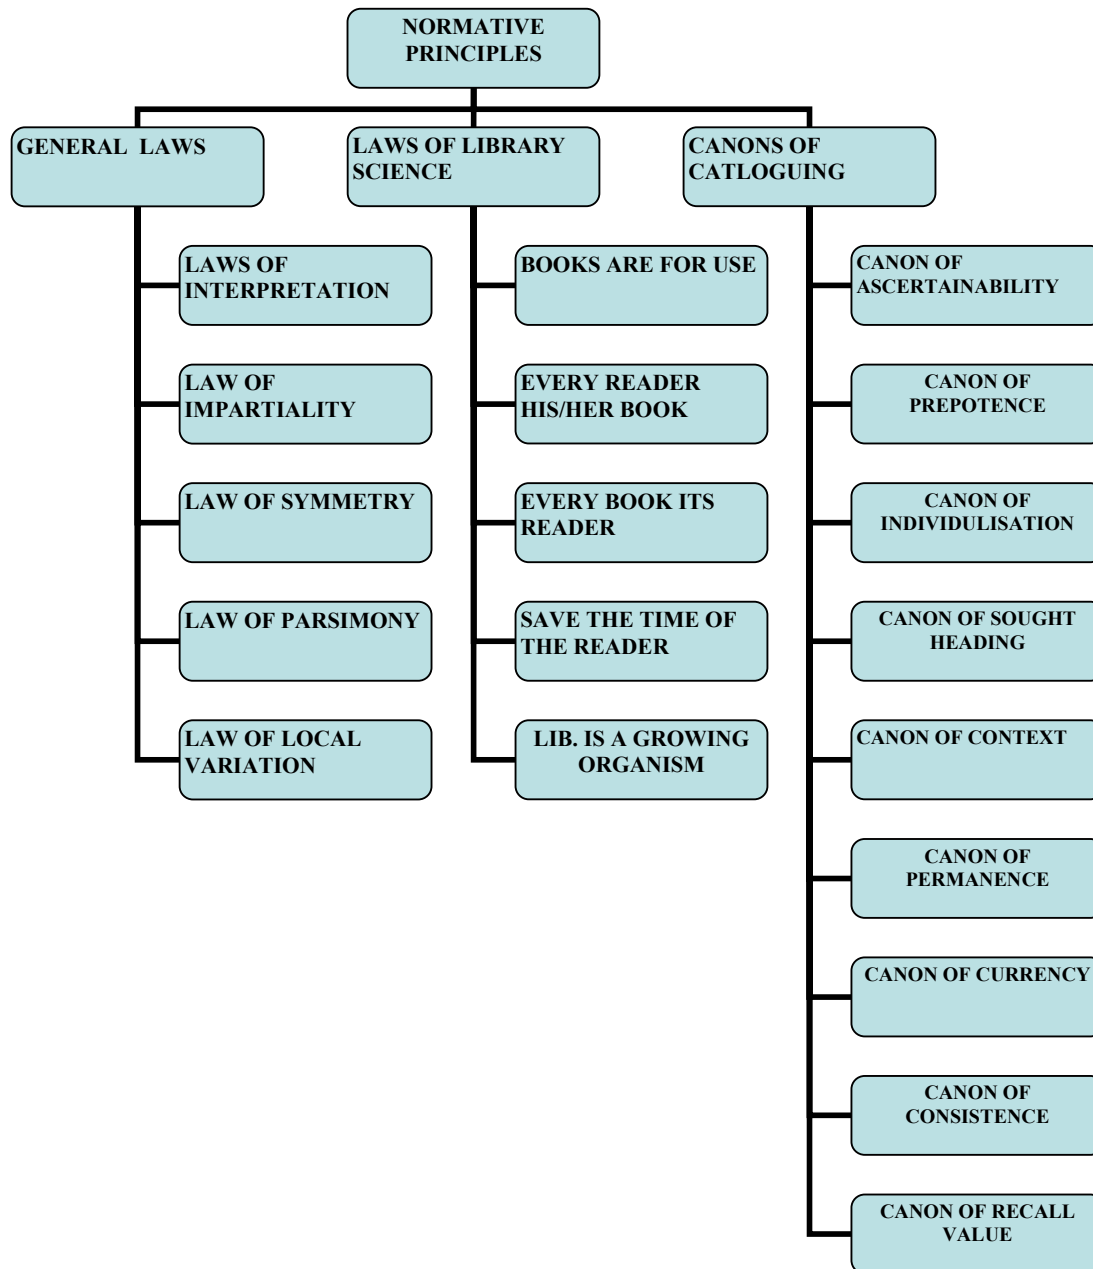 NORMATIVE
PRINCIPLES
GENERAL LAWS
LAWS OF
INTERPRETATION
LAW OF
IMPARTIALITY
LAW OF SYMMETRY
LAW OF PARSIMONY
LAW OF LOCAL
VARIATION
LAWS OF LIBRARY
SCIENCE
BOOKS ARE FOR USE
EVERY READER
HIS/HER BOOK
EVERY BOOK ITS
READER
SAVE THE TIME OF
THE READER
LIB. IS A GROWING
ORGANISM
CANONS OF
CATLOGUING
CANON OF
ASCERTAINABILITY
CANON OF
PREPOTENCE
CANON OF
INDIVIDULISATION
CANON OF SOUGHT
HEADING
CANON OF CONTEXT
CANON OF
PERMANENCE
CANON OF CURRENCY
CANON OF
CONSISTENCE
CANON OF RECALL
VALUE